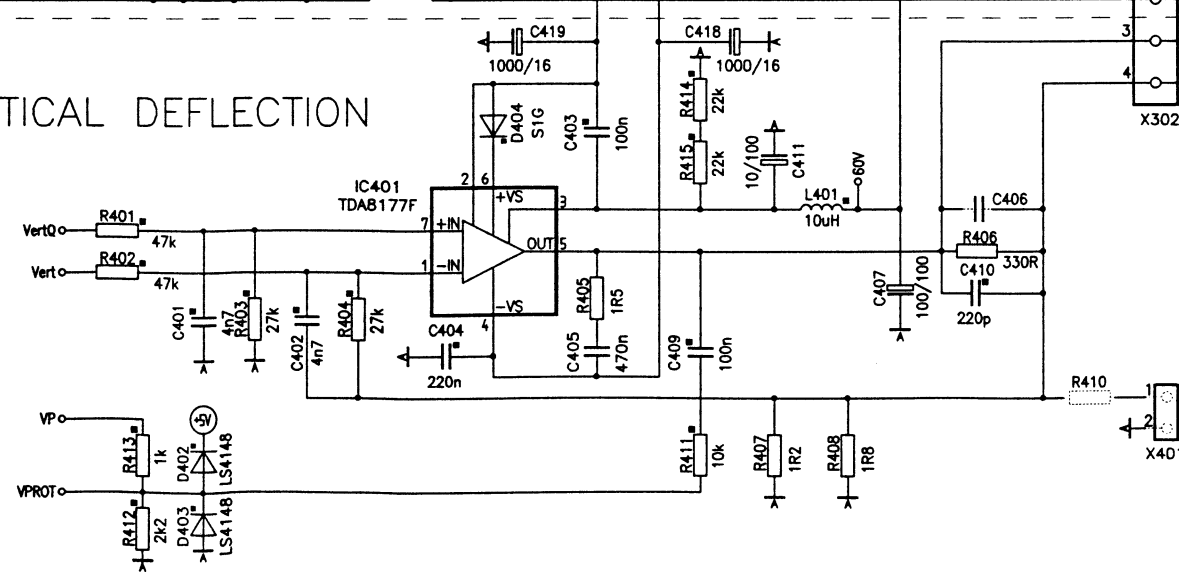 C419
1000/16
C418
1000/16
3
4
X302
TICAL DEFLECTION
D404
S1G
C403
100n
R414
22k
R415
22k
10/100
C411
60V
L401
10uH
IC401
TDA8177F
2 6
+VS
3
7 +IN
OUT 5
1 -IN
-VS
4
VertQ
R401
47k
Vert
R402
47k
C401
4n7
R403
27k
C402
4n7
R404
27k
C404
220n
R405
1R5
C405
470n
C409
100n
C407
100/100
C406
R406
330R
C410
220p
R410
1
2
X401
VP
+5V
R413
1k
D402
LS4148
VPROT
R412
2k2
D403
LS4148
R411
10k
R407
1R2
R408
1R8
A
A
A
A
A
A
A
A
A
A
A
A
A
A